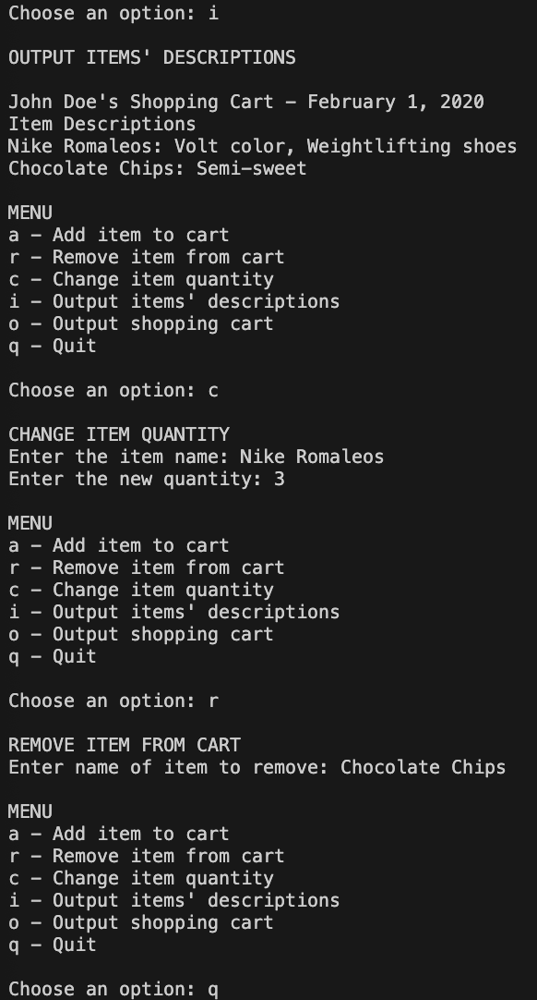 Choose an option: i
OUTPUT ITEMS' DESCRIPTIONS
John Doe's Shopping Cart - February 1, 2020
Item Descriptions
Nike Romaleos: Volt color, Weightlifting shoes
Chocolate Chips: Semi-sweet
MENU
a - Add item to cart
r - Remove item from cart
c - Change item quantity
i - Output items' descriptions
o - Output shopping cart
q - Quit
Choose an option: c
CHANGE ITEM QUANTITY
Enter the item name: Nike Romaleos
Enter the new quantity: 3
MENU
a - Add item to cart
r - Remove item from cart
c - Change item quantity
i - Output items' descriptions
o - Output shopping cart
q - Quit
Choose an option: r
REMOVE ITEM FROM CART
Enter name of item to remove: Chocolate Chips
MENU
a - Add item to cart
r - Remove item from cart
c - Change item quantity
i - Output items' descriptions
o - Output shopping cart
q - Quit
Choose an option: q